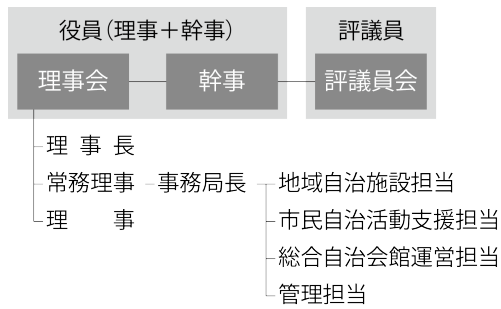 役員（理事＋幹事）
評議員
理事会
幹事
評議員会
理事長
常務理事
事務局長
地域自治施設担当
理事
市民自治活動支援担当
総合自治会館運営担当
管理担当